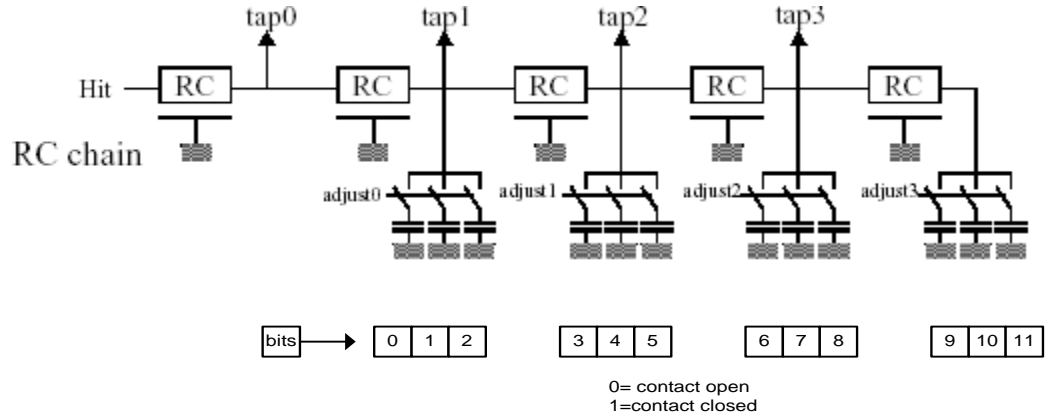 tap0 tap1 tap2 tap3
Hit RC RC RC RC RC
RC chain
adjust0 adjust1 adjust2 adjust3
bits 0 1 2 3 4 5 6 7 8 9 10 11
0= contact open
1=contact closed